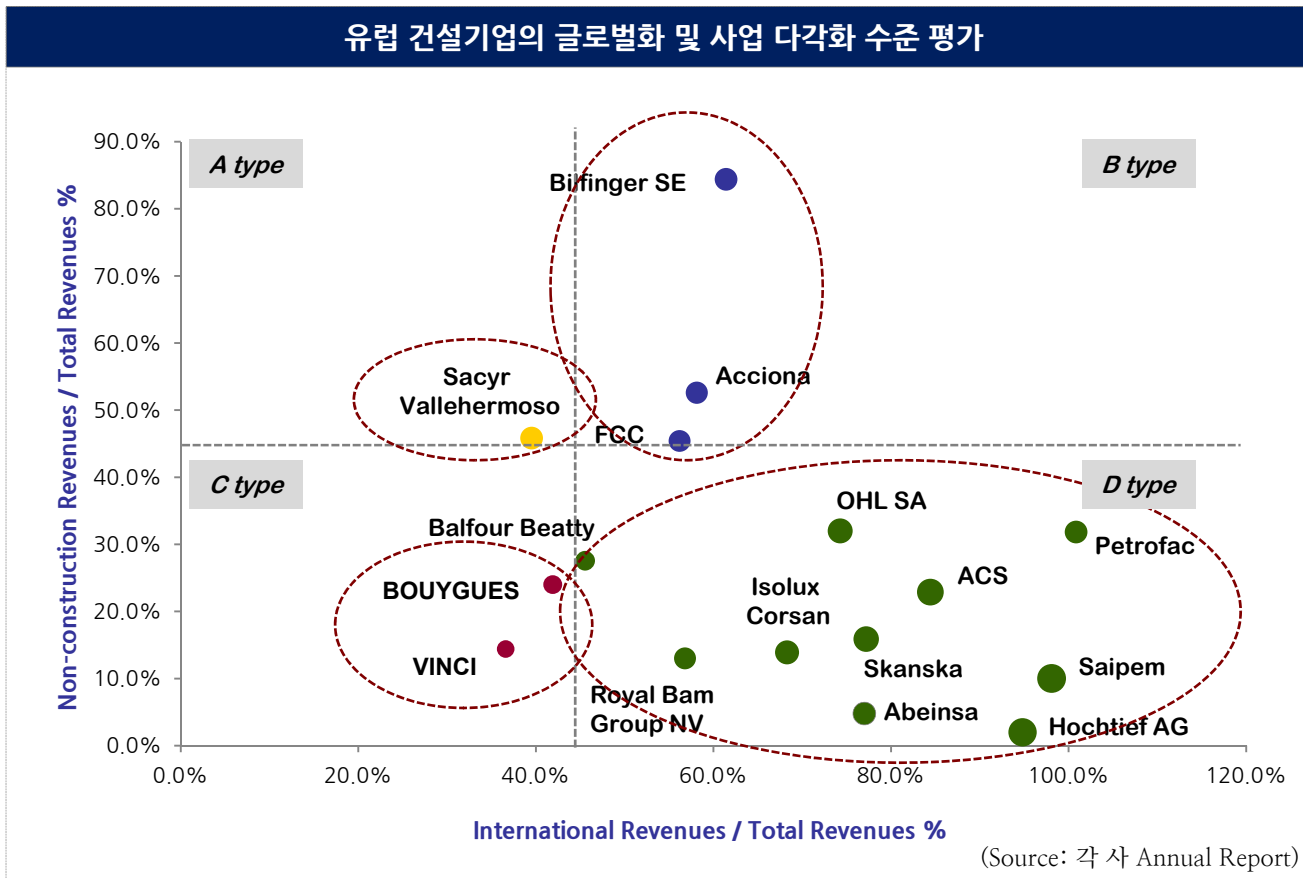 유럽 건설기업의 글로벌화 및 사업 다각화 수준 평가
90.0%
80.0%
70.0%
60.0%
50.0%
40.0%
30.0%
20.0%
10.0%
0.0%
Non-construction Revenues / Total Revenues %
A type
B type
Birfinger SE
Acciona
Sacyr
Vallehermoso
FCC
C type
D type
OHL SA
Balfour Beatty
Petrofac
BOUYGUES
ACS
Isolux
Corsan
VINCI
Skanska
Saipem
Royal Bam
Group NV
Abeinsa
Hochtief AG
0.0%
20.0%
40.0%
60.0%
80.0%
100.0%
120.0%
International Revenues / Total Revenues %
(Source: 각 사 Annual Report)